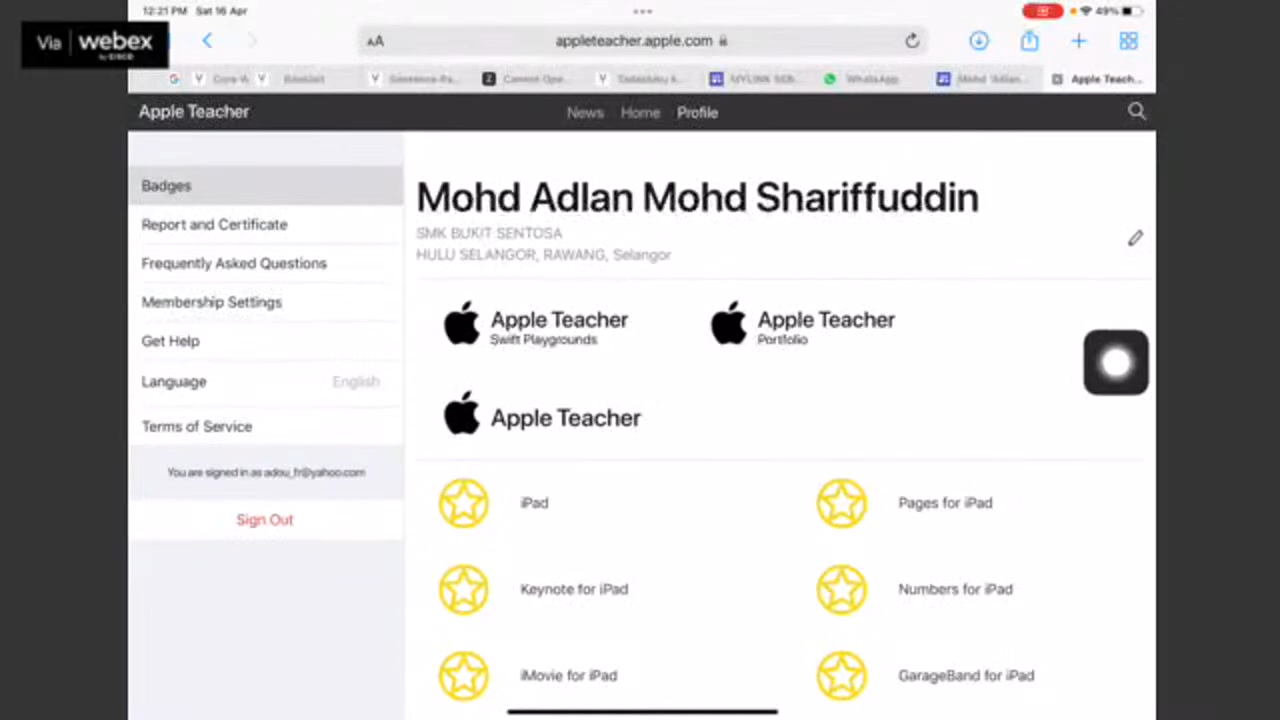 12:21 PM Sat 16 Apr
49%
Via webex
by CISCO
AA appleteacher.apple.com
WhatsApp
Apple Teach...
Apple Teacher
News Home Profile
Badges
Report and Certificate
Frequently Asked Questions
Membership Settings
Get Help
Language English
Terms of Service
You are signed in as adou_fr@yahoo.com
Sign Out
Mohd Adlan Mohd Shariffuddin
SMK BUKIT SENTOSA
HULU SELANGOR, RAWANG, Selangor
Apple Teacher
Swift Playgrounds
Apple Teacher
Portfolio
Apple Teacher
iPad
Pages for iPad
Keynote for iPad
Numbers for iPad
iMovie for iPad
GarageBand for iPad